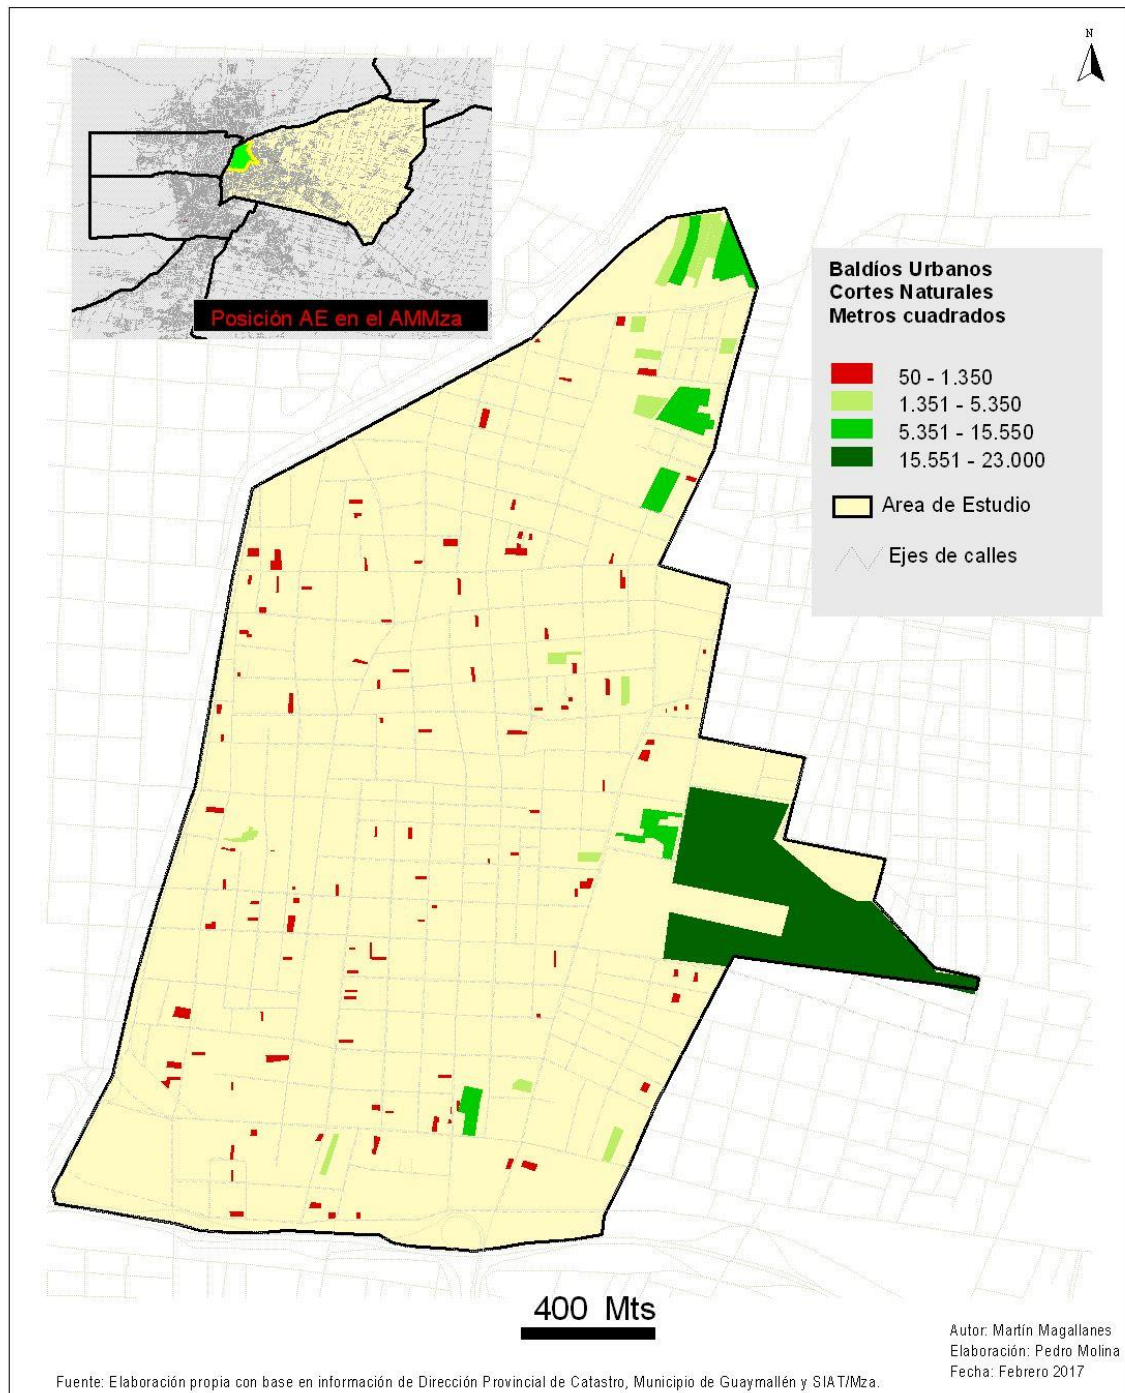 N
Posición AE en el AMMza
Baldíos Urbanos
Cortes Naturales
Metros cuadrados
50 - 1.350
1.351 - 5.350
5.351 - 15.550
15.551 - 23.000
Area de Estudio
Ejes de calles
400 Mts
Autor: Martín Magallanes
Elaboración: Pedro Molina
Fecha: Febrero 2017
Fuente: Elaboración propia con base en información de Dirección Provincial de Catastro, Municipio de Guaymallén y SIAT/Mza.